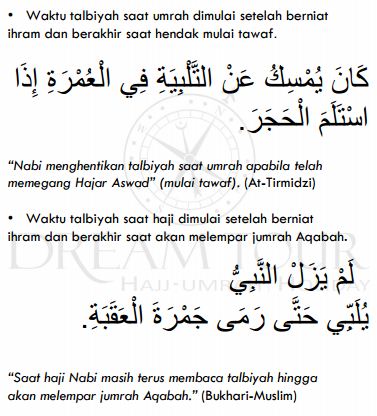 • Waktu talbiyah saat umrah dimulai setelah berniat
ihram dan berakhir saat hendak mulai tawaf.
كَانَ يُمْسِكُ عَنْ التَّلْبِيَةِ فِي الْعُمْرَةِ إِذَا
اسْتَلَمَ الْحَجَرَ.
“Nabi menghentikan talbiyah saat umrah apabila telah
memegang Hajar Aswad” (mulai tawaf). (At-Tirmidzi)
• Waktu talbiyah saat haji dimulai setelah berniat
ihram dan berakhir saat akan melempar jumrah Aqabah.
DREAM TOUR
HAJJ-UMRAH-HOLIDAY
لَمْ يَزَلْ النَّبِيُّ
يُلَبِّي حَتَّى رَمَى جَمْرَةَ الْعَقَبَةِ.
“Saat haji Nabi masih terus membaca talbiyah hingga
akan melempar jumrah Aqabah.” (Bukhari-Muslim)